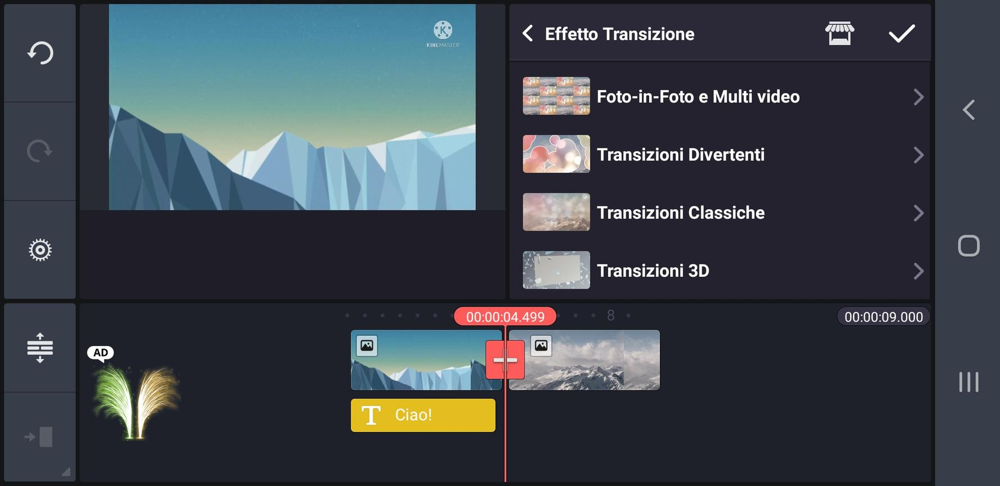 KINEMASTER
Effetto Transizione
Foto-in-Foto e Multi video
Transizioni Divertenti
Transizioni Classiche
Transizioni 3D
00:00:04.499
8
00:00:09.000
AD
T Ciao!